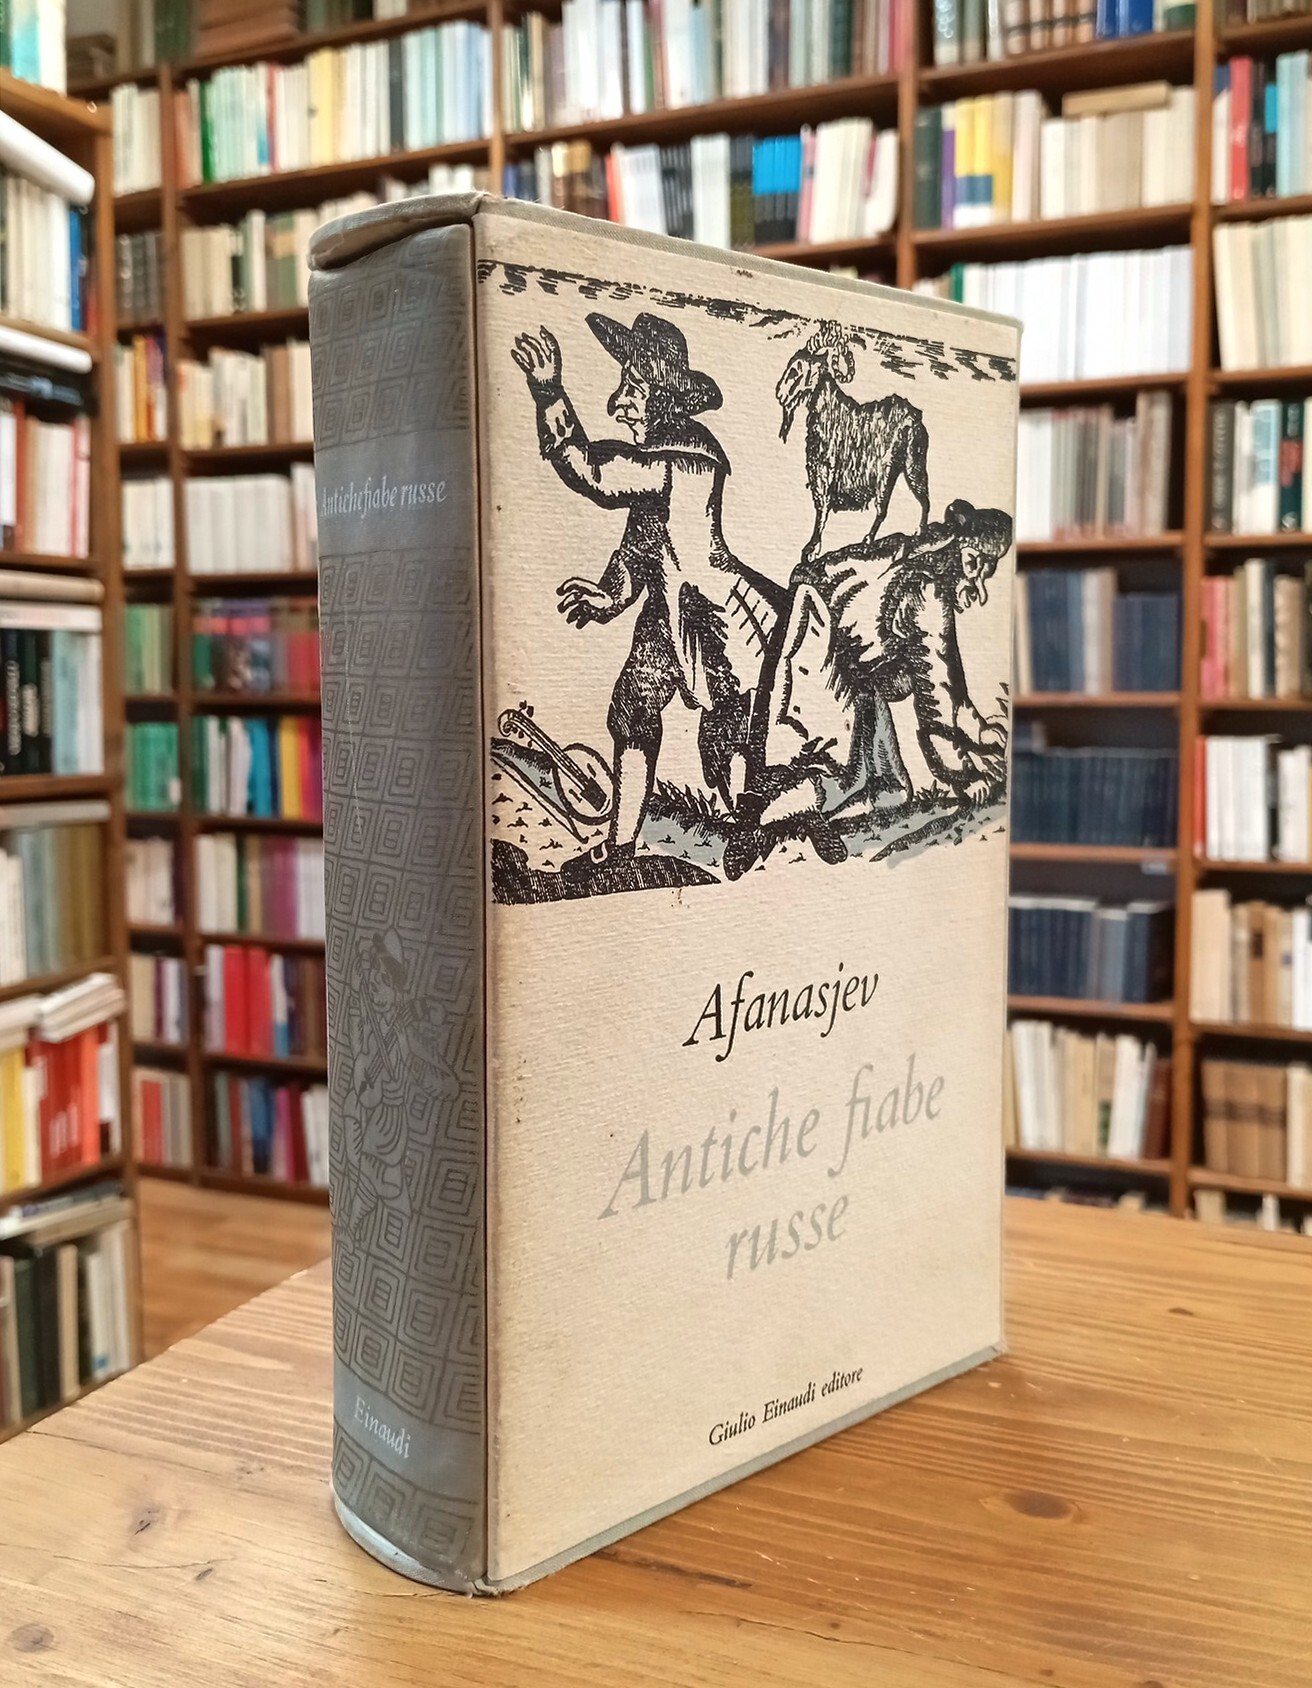 Antiche fiabe russe
Einaudi
Afanasjev
Antiche fiabe
russe
Giulio Einaudi editore